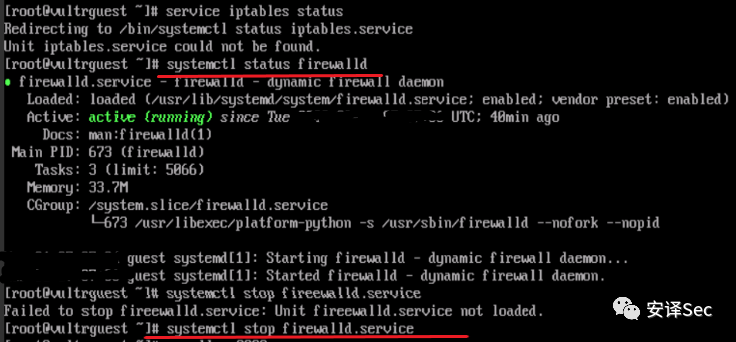 [root@vultrguest ~]# service iptables status
Redirecting to /bin/systemctl status iptables.service
Unit iptables.service could not be found.
[root@vultrguest ~]# systemctl status firewalld
● firewalld.service - firewalld - dynamic firewall daemon
Loaded: loaded (/usr/lib/systemd/system/firewalld.service; enabled; vendor preset: enabled)
Active: active (running) since Tue UTC; 40min ago
Docs: man:firewalld(1)
Main PID: 673 (firewalld)
Tasks: 3 (limit: 5066)
Memory: 33.7M
CGroup: /system.slice/firewalld.service
└─673 /usr/libexec/platform-python -s /usr/sbin/firewalld --nofork --nopid
guest systemd[1]: Starting firewalld - dynamic firewall daemon...
guest systemd[1]: Started firewalld - dynamic firewall daemon.
[root@vultrguest ~]# systemctl stop fireewalld.service
Failed to stop fireewalld.service: Unit fireewalld.service not loaded.
[root@vultrguest ~]# systemctl stop firewalld.service
安译Sec